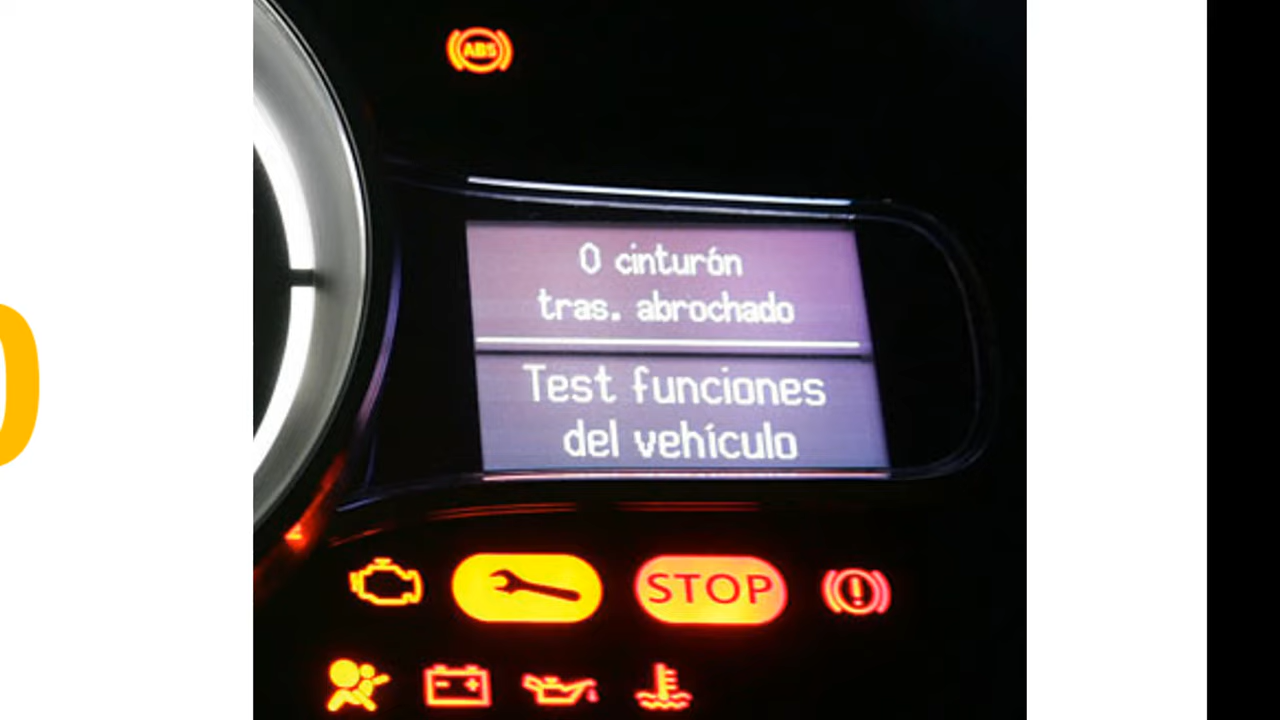 ABS
0 cinturón
tras. abrochado
Test funciones
del vehículo
STOP